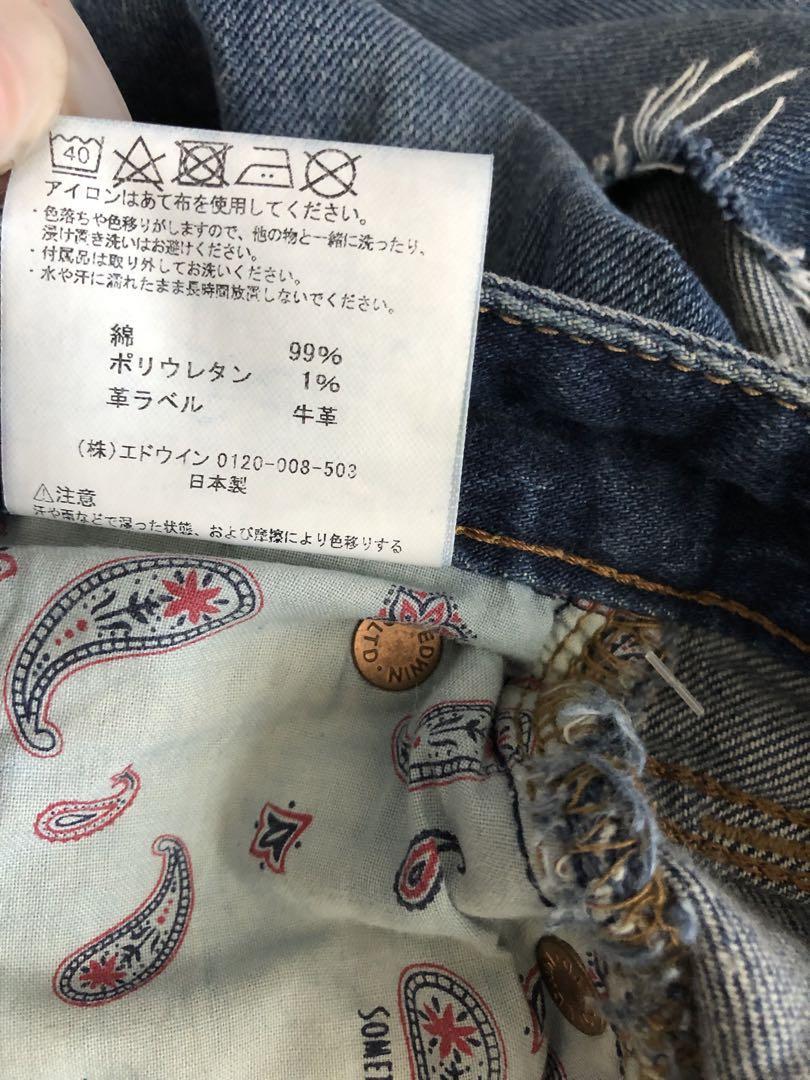 40
アイロンはあて布を使用してください。
・色落ちや色移りがしますので、他の物と一緒に洗ったり、
浸け置き洗いはお避けください。
・付属品は取り外してお洗いください。
・水や汗に濡れたまま長時間放置しないでください。
綿 99%
ポリウレタン 1%
革ラベル 牛革
(株)エドウイン 0120-008-503
日本製
⚠注意
汗や雨などで湿った状態、および摩擦により色移りする
EDWIN.
LTD.
SOMET